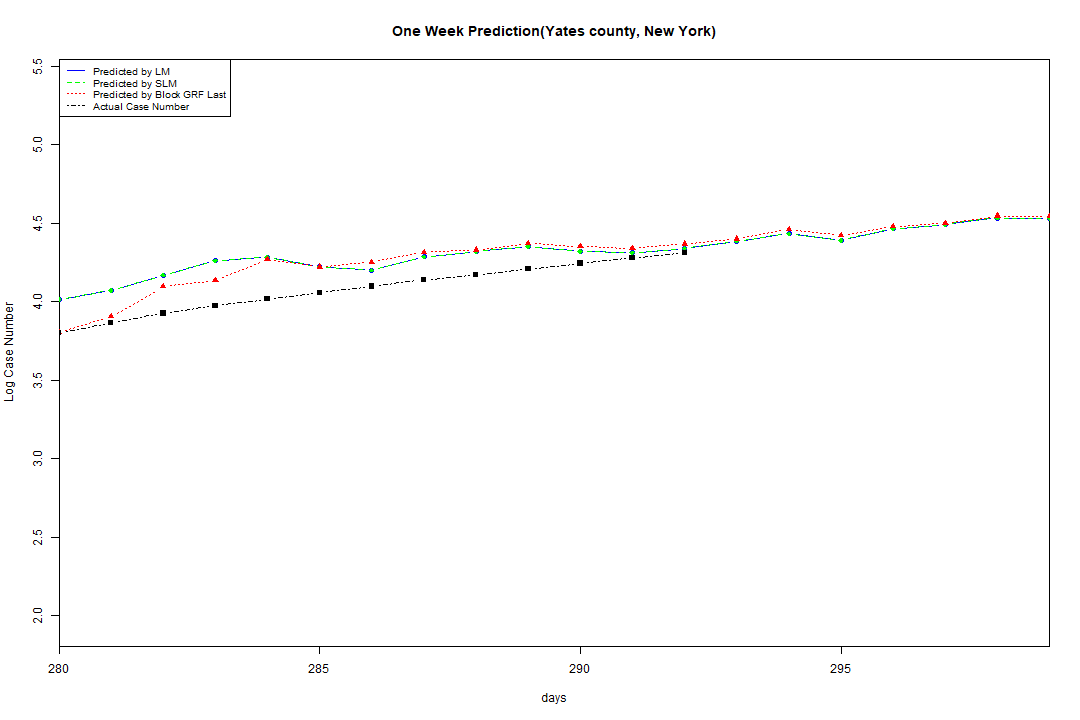 One Week Prediction(Yates county, New York)
Predicted by LM
Predicted by SLM
Predicted by Block GRF Last
Actual Case Number
5.5
5.0
4.5
4.0
3.5
3.0
2.5
2.0
Log Case Number
280 285 290 295
days